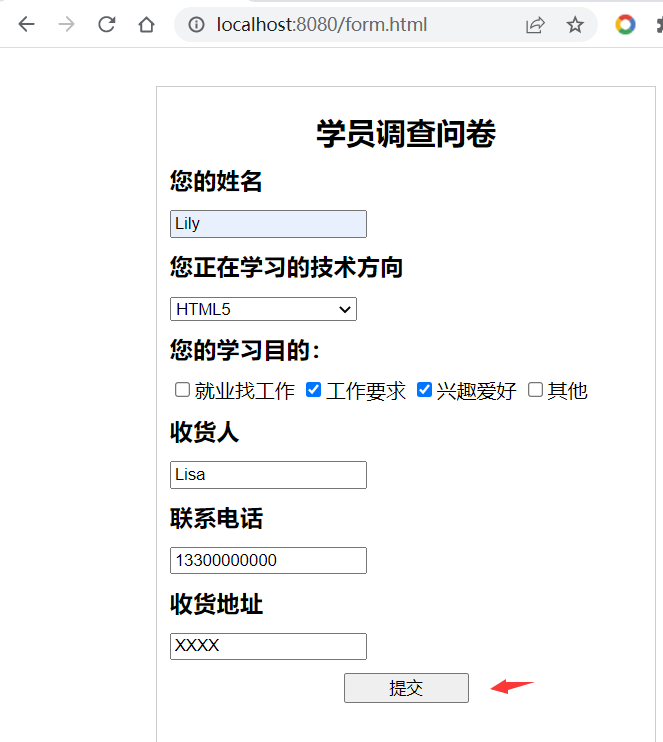 localhost:8080/form.html
学员调查问卷
您的姓名
Lily
您正在学习的技术方向
HTML5
您的学习目的：
就业找工作 工作要求 兴趣爱好 其他
收货人
Lisa
联系电话
13300000000
收货地址
XXXX
提交